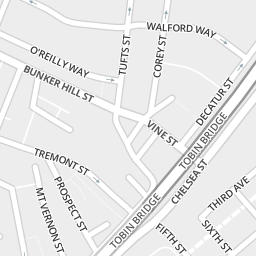 WALFORD WAY
O'REILLY WAY
TUFTS ST
COREY ST
BUNKER HILL ST
DECATUR ST
VINE ST
TOBIN BRIDGE
TREMONT ST
CHELSEA ST
PROSPECT ST
MT VERNON ST
TOBIN BRIDGE
THIRD AVE
FIFTH ST
SIXTH ST